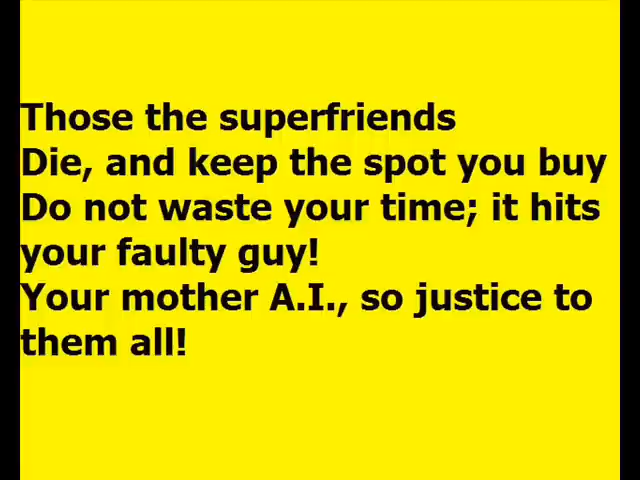 Those the superfriends
Die, and keep the spot you buy
Do not waste your time; it hits
your faulty guy!
Your mother A.I., so justice to
them all!